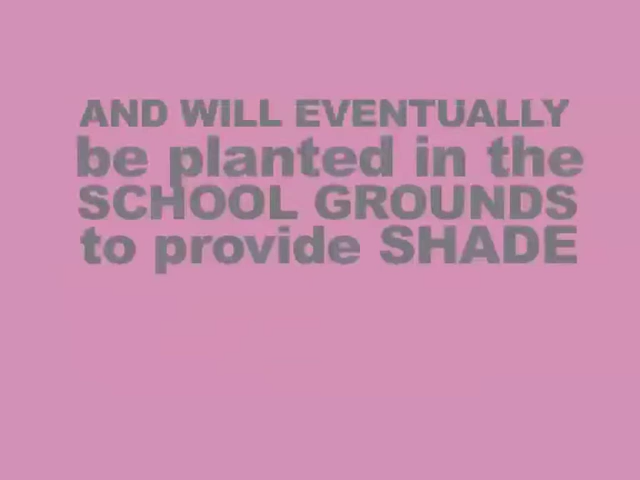 AND WILL EVENTUALLY
be planted in the
SCHOOL GROUNDS
to provide SHADE